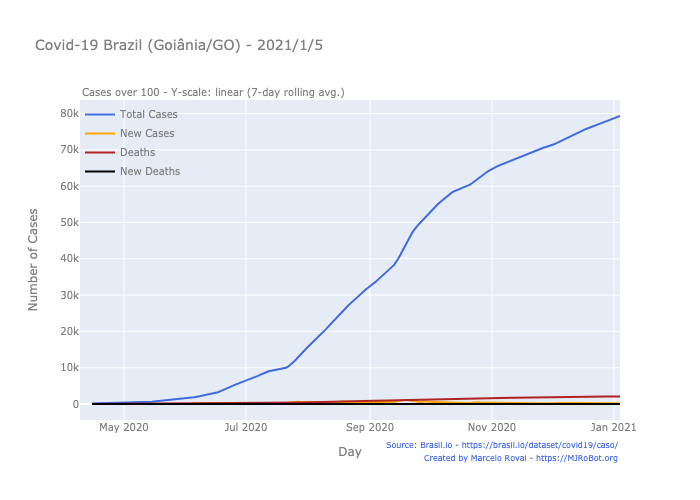 Covid-19 Brazil (Goiânia/GO) - 2021/1/5
Cases over 100 - Y-scale: linear (7-day rolling avg.)
Total Cases
New Cases
Deaths
New Deaths
80k
70k
60k
50k
40k
30k
20k
10k
0
Number of Cases
May 2020
Jul 2020
Sep 2020
Nov 2020
Jan 2021
Day
Source: Brasil.io - https://brasil.io/dataset/covid19/caso/
Created by Marcelo Rovai - https://MJRoBot.org